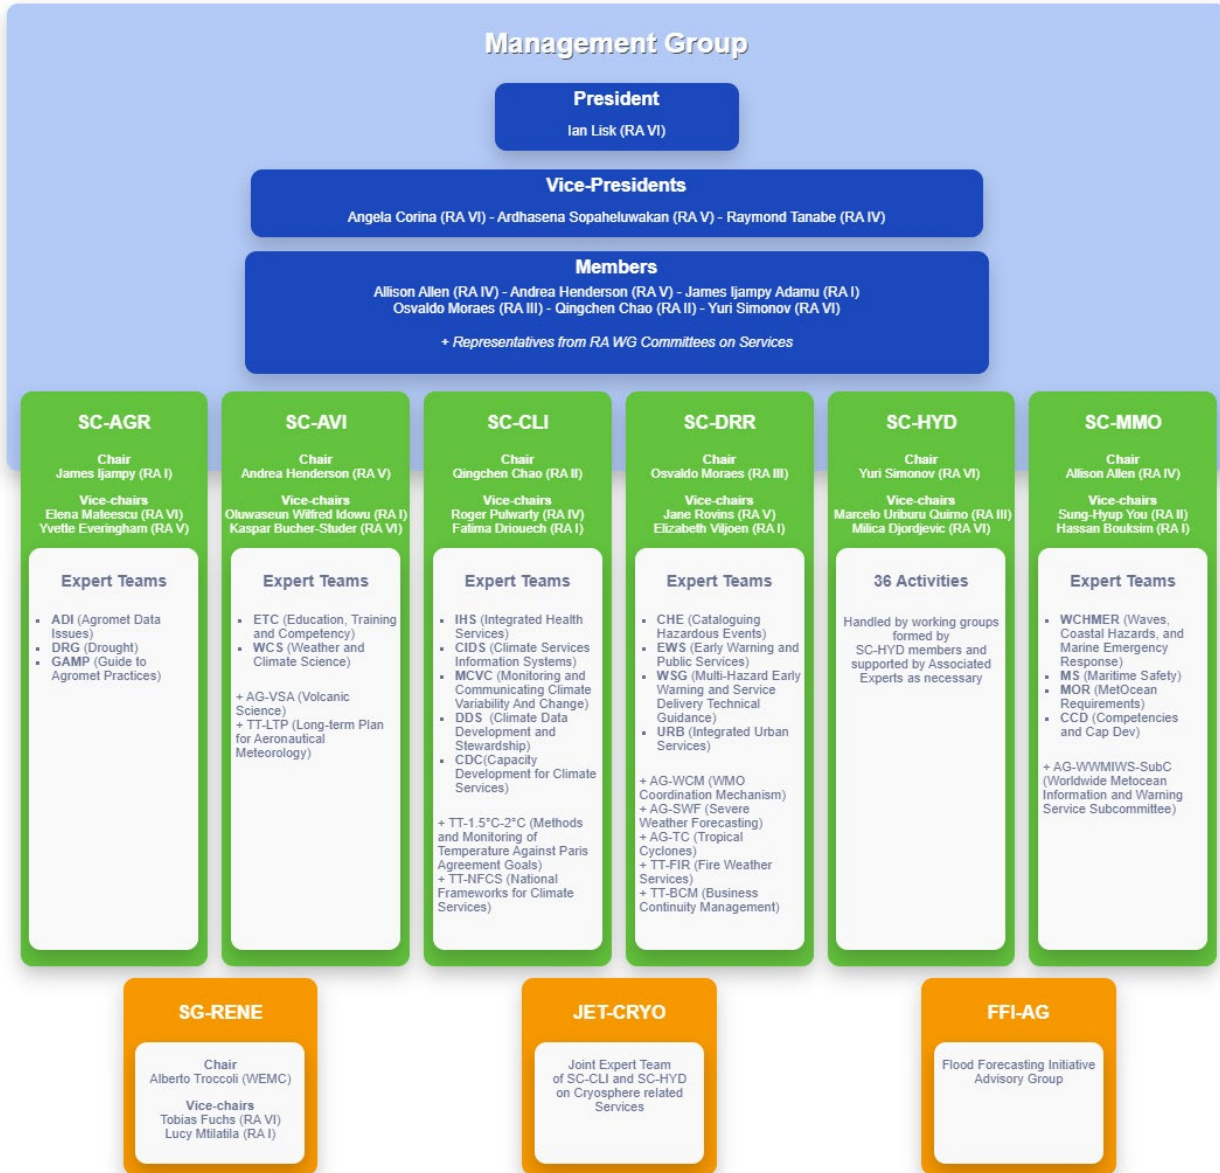 Management Group
President
Ian Lisk (RA VI)
Vice-Presidents
Angela Corina (RA VI) - Ardhasena Sopaheluwakan (RA V) - Raymond Tanabe (RA IV)
Members
Allison Allen (RA IV) - Andrea Henderson (RA V) - James Ijampy Adamu (RA I)
Osvaldo Moraes (RA III) - Qingchen Chao (RA II) - Yuri Simonov (RA VI)
+ Representatives from RA WG Committees on Services
SC-AGR
Chair
James Ijampy (RA I)
Vice-chairs
Elena Mateescu (RA VI)
Yvette Everingham (RA V)
Expert Teams
▪ ADI (Agromet Data
Issues)
▪ DRG (Drought)
▪ GAMP (Guide to
Agromet Practices)
SC-AVI
Chair
Andrea Henderson (RA V)
Vice-chairs
Oluwaseun Wilfred Idowu (RA I)
Kaspar Bucher-Studer (RA VI)
Expert Teams
▪ ETC (Education, Training
and Competency)
▪ WCS (Weather and
Climate Science)
+ AG-VSA (Volcanic
Science)
+ TT-LTP (Long-term Plan
for Aeronautical
Meteorology)
SC-CLI
Chair
Qingchen Chao (RA II)
Vice-chairs
Roger Pulwarty (RA IV)
Fatima Driouech (RA I)
Expert Teams
▪ IHS (Integrated Health
Services)
▪ CIDS (Climate Services
Information Systems)
▪ MCVC (Monitoring and
Communicating Climate
Variability And Change)
▪ DDS (Climate Data
Development and
Stewardship)
▪ CDC(Capacity
Development for Climate
Services)
+ TT-1.5°C-2°C (Methods
and Monitoring of
Temperature Against Paris
Agreement Goals)
+ TT-NFCS (National
Frameworks for Climate
Services)
SC-DRR
Chair
Osvaldo Moraes (RA III)
Vice-chairs
Jane Rovins (RA V)
Elizabeth Viljoen (RA I)
Expert Teams
▪ CHE (Cataloguing
Hazardous Events)
▪ EWS (Early Warning and
Public Services)
▪ WSG (Multi-Hazard Early
Warning and Service
Delivery Technical
Guidance)
▪ URB (Integrated Urban
Services)
+ AG-WCM (WMO
Coordination Mechanism)
+ AG-SWF (Severe
Weather Forecasting)
+ AG-TC (Tropical
Cyclones)
+ TT-FIR (Fire Weather
Services)
+ TT-BCM (Business
Continuity Management)
SC-HYD
Chair
Yuri Simonov (RA VI)
Vice-chairs
Marcelo Uriburu Quirno (RA III)
Milica Djordjevic (RA VI)
36 Activities
Handled by working groups
formed by
SC-HYD members and
supported by Associated
Experts as necessary
SC-MMO
Chair
Allison Allen (RA IV)
Vice-chairs
Sung-Hyup You (RA II)
Hassan Bouksim (RA I)
Expert Teams
▪ WCHMER (Waves,
Coastal Hazards, and
Marine Emergency
Response)
▪ MS (Maritime Safety)
▪ MOR (MetOcean
Requirements)
▪ CCD (Competencies
and Cap Dev)
+ AG-WWMIWS-SubC
(Worldwide Metocean
Information and Warning
Service Subcommittee)
SG-RENE
Chair
Alberto Troccoli (WEMC)
Vice-chairs
Tobias Fuchs (RA VI)
Lucy Mtilatila (RA I)
JET-CRYO
Joint Expert Team
of SC-CLI and SC-HYD
on Cryosphere related
Services
FFI-AG
Flood Forecasting Initiative
Advisory Group